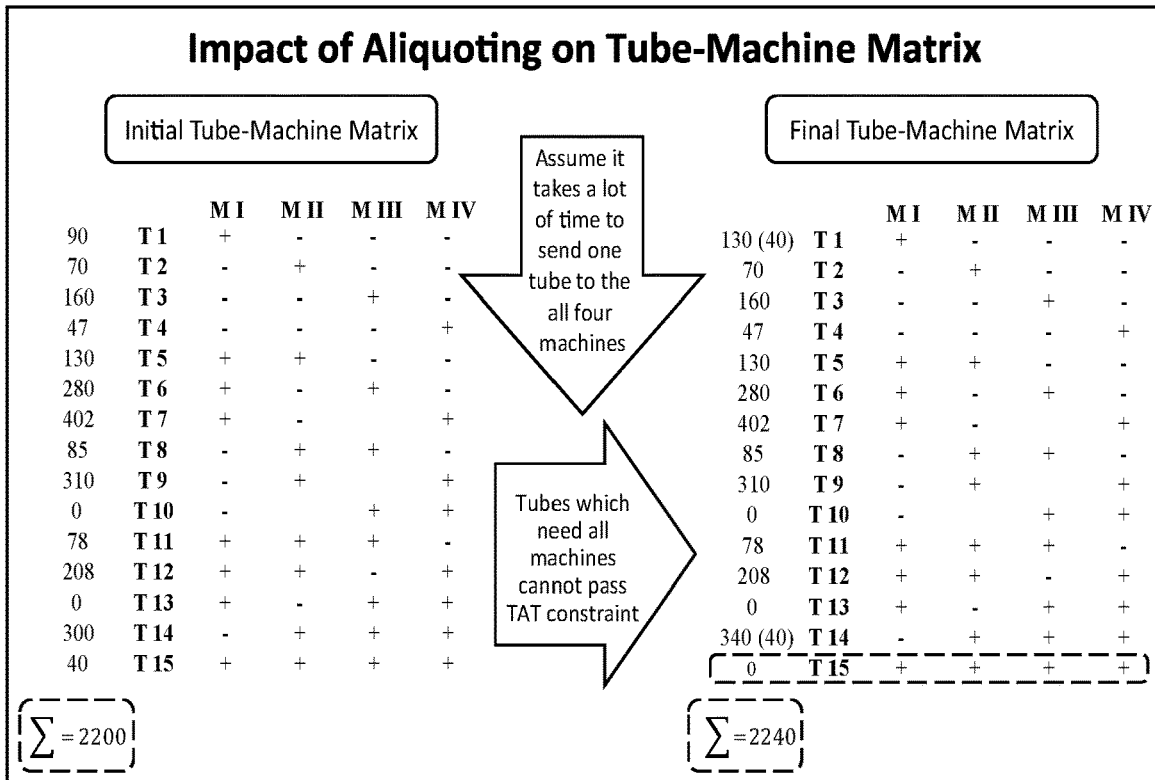 Impact of Aliquoting on Tube-Machine Matrix
Initial Tube-Machine Matrix
M I M II M III M IV
90 T 1 + - - -
70 T 2 - + - -
160 T 3 - - + -
47 T 4 - - - +
130 T 5 + + - -
280 T 6 + - + -
402 T 7 + - +
85 T 8 - + + -
310 T 9 - + +
0 T 10 - + +
78 T 11 + + + -
208 T 12 + + - +
0 T 13 + - + +
300 T 14 - + + +
40 T 15 + + + +
∑ =2200
Assume it
takes a lot
of time to
send one
tube to the
all four
machines
Tubes which
need all
machines
cannot pass
TAT constraint
Final Tube-Machine Matrix
M I M II M III M IV
130 (40) T 1 + - - -
70 T 2 - + - -
160 T 3 - - + -
47 T 4 - - - +
130 T 5 + + - -
280 T 6 + - + -
402 T 7 + - +
85 T 8 - + + -
310 T 9 - + +
0 T 10 - + +
78 T 11 + + + -
208 T 12 + + - +
0 T 13 + - + +
340 (40) T 14 - + + +
0 T 15 + + + +
∑ =2240